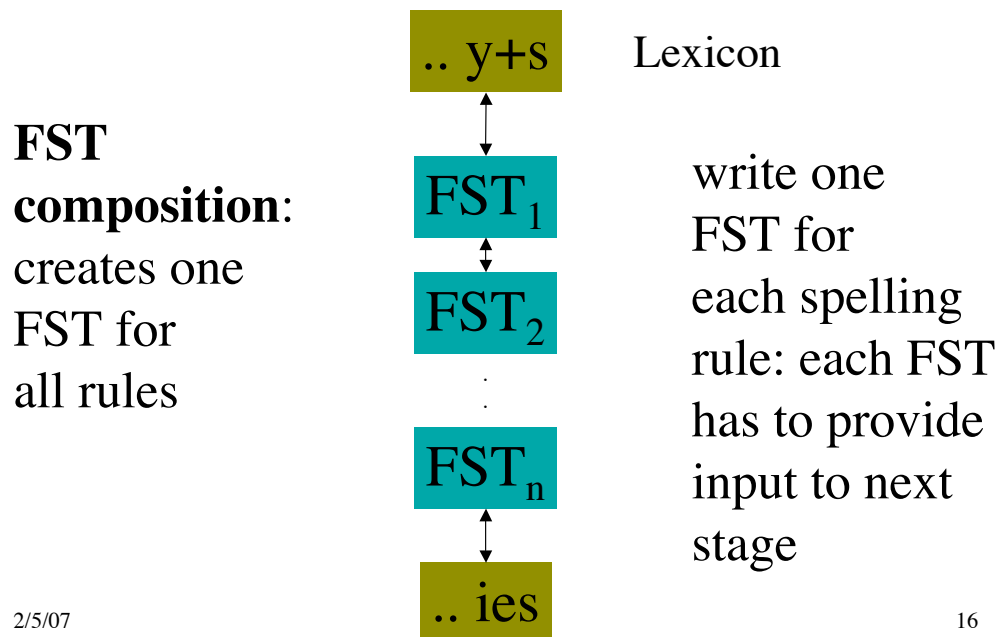 .. y+s
Lexicon
FST
composition:
creates one
FST for
all rules
FST₁
FST₂
.
.
FSTₙ
.. ies
write one
FST for
each spelling
rule: each FST
has to provide
input to next
stage
2/5/07
16